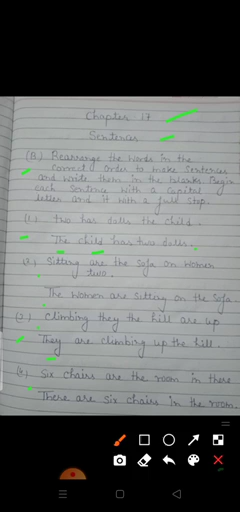 Chapter 17
Sentences
(B.) Rearrange the words in the
correct order to make sentences
and write them in the blanks. Begin
each sentence with a capital
letter and it with a full stop.
(1). two has doles the child.
The child has two doles.
(2). Sitting are the sofa on women
two.
The women are sitting on the sofa
(3). Climbing they the hill are up
They are climbing up the hill.
(4). Six chairs are the room in there
There are six chairs in the room.